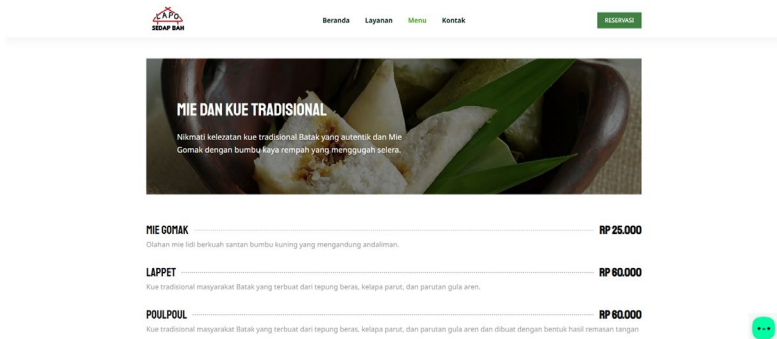 LAPO
SEDAP BAH
Beranda Layanan Menu Kontak
RESERVASI
MIE DAN KUE TRADISIONAL
Nikmati kelezatan kue tradisional Batak yang autentik dan Mie
Gomak dengan bumbu kaya rempah yang menggugah selera.
MIE GOMAK RP 25.000
Olahan mie lidi berkuah santan bumbu kuning yang mengandung andaliman.
LAPPET RP 60.000
Kue tradisional masyarakat Batak yang terbuat dari tepung beras, kelapa parut, dan parutan gula aren.
POULPOUL RP 60.000
Kue tradisional masyarakat Batak yang terbuat dari tepung beras, kelapa parut, dan parutan gula aren dan dibuat dengan bentuk hasil remasan tangan